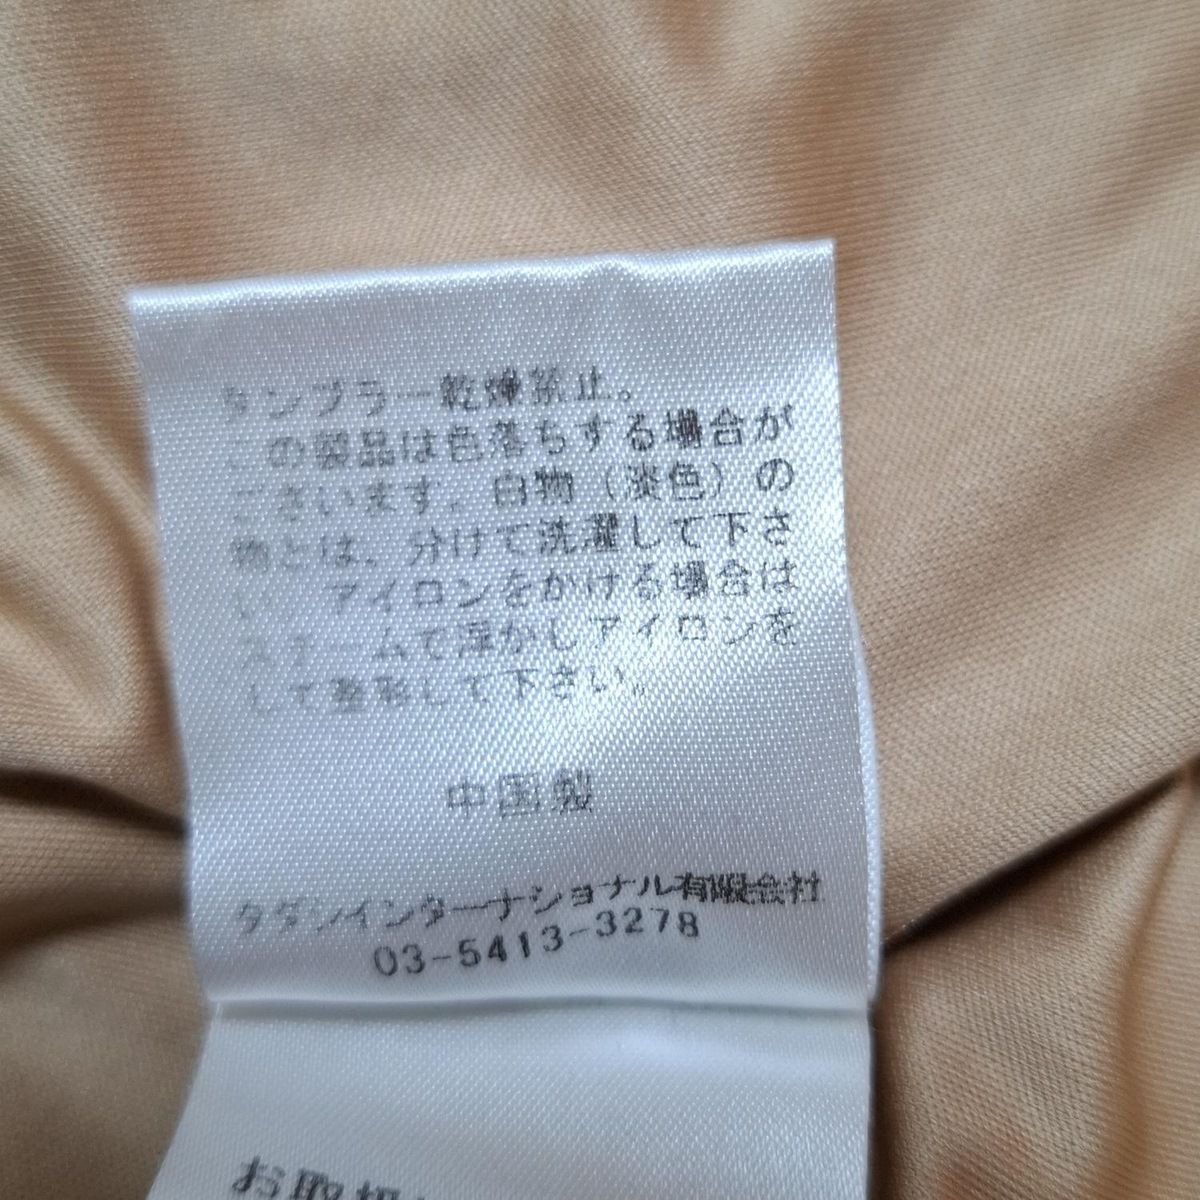 タンブラー乾燥禁止。
この製品は色落ちする場合が
ございます。白物（淡色）の
物とは、分けて洗濯して下さ
い。アイロンをかける場合は
スチームで浮かしアイロンを
して整形して下さい。
中国製
タダンインターナショナル有限会社
03-5413-3278
お取扱